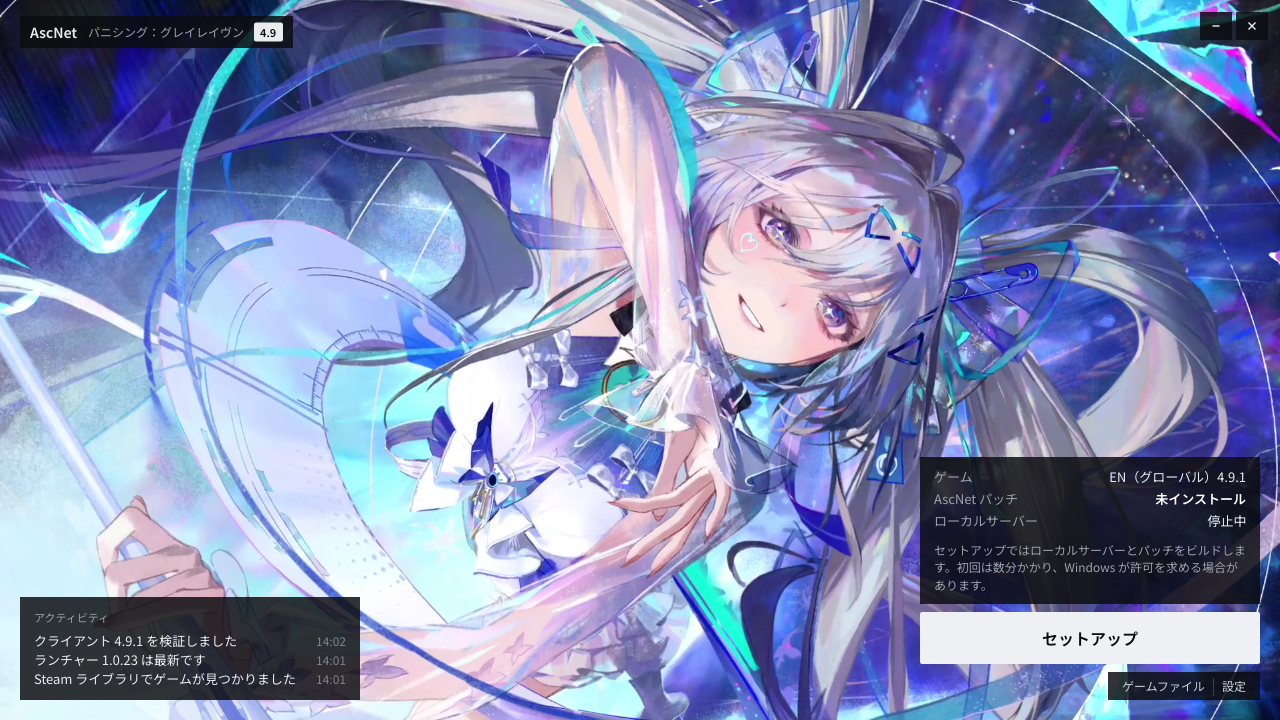 AscNet パニシング：グレイレイヴン 4.9
ゲーム EN（グローバル）4.9.1
AscNet パッチ 未インストール
ローカルサーバー 停止中
セットアップではローカルサーバーとパッチをビルドしま
す。初回は数分かかり、Windows が許可を求める場合が
あります。
アクティビティ
クライアント 4.9.1 を検証しました 14:02
ランチャー 1.0.23 は最新です 14:01
Steam ライブラリでゲームが見つかりました 14:01
セットアップ
ゲームファイル 設定